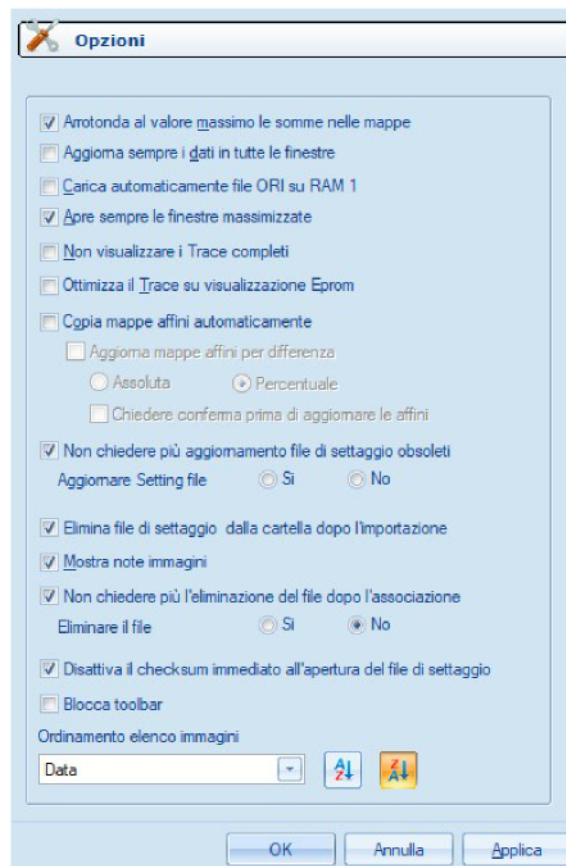 Opzioni
Arrotonda al valore massimo le somme nelle mappe
Aggiorna sempre i dati in tutte le finestre
Carica automaticamente file ORI su RAM 1
Apre sempre le finestre massimizzate
Non visualizzare i Trace completi
Ottimizza il Trace su visualizzazione Eprom
Copia mappe affini automaticamente
Aggiorna mappe affini per differenza
Assoluta Percentuale
Chiedere conferma prima di aggiornare le affini
Non chiedere più aggiornamento file di settaggio obsoleti
Aggiornare Setting file Si No
Elimina file di settaggio dalla cartella dopo l'importazione
Mostra note immagini
Non chiedere più l'eliminazione del file dopo l'associazione
Eliminare il file Si No
Disattiva il checksum immediato all'apertura del file di settaggio
Blocca toolbar
Ordinamento elenco immagini
Data AZ ZA
OK Annulla Applica